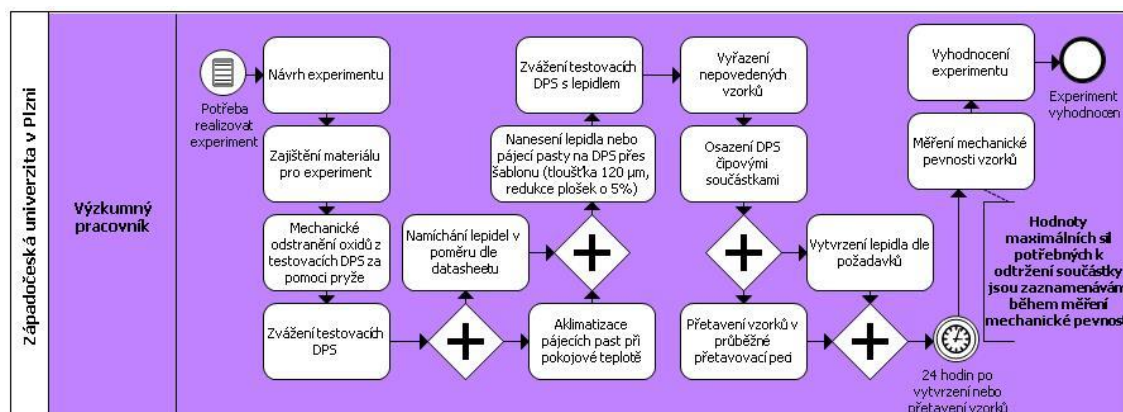 Západočeská univerzita v Plzni
Výzkumný
pracovník
Potřeba
realizovat
experiment
Návrh experimentu
Zajištění materiálu
pro experiment
Mechanické
odstranění oxidů z
testovacích DPS za
pomoci pryže
Zvážení testovacích
DPS
Namíchání lepidel v
poměru dle
datasheetu
Aklimatizace
pájecích past při
pokojové teplotě
Nanesení lepidla nebo
pájecí pasty na DPS přes
šablonu (tloušťka 120 µm,
redukce plošek o 5%)
Zvážení testovacích
DPS s lepidlem
Vyřazení
nepovedených
vzorků
Osazení DPS
čipovými
součástkami
Vytvrzení lepidla dle
požadavků
Přetavení vzorků v
průběžné
přetavovací peci
24 hodin po
vytvrzení nebo
přetavení vzorků
Měření mechanické
pevnosti vzorků
Hodnoty
maximálních sil
potřebných k
odtržení součástky
jsou zaznamenáván
během měření
mechanické pevnost
Vyhodnocení
experimentu
Experiment
vyhodnocen